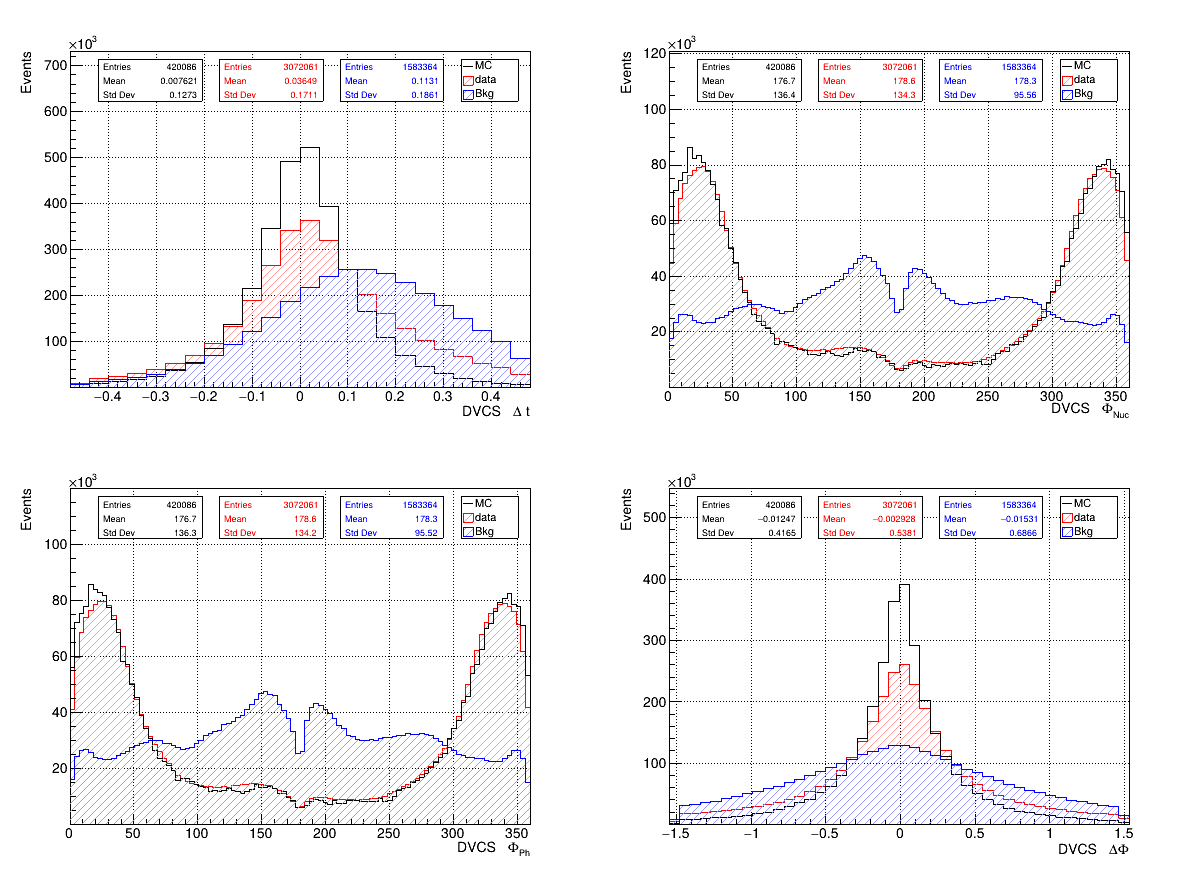 ×10³
Events
700
600
500
400
300
200
100
−0.4 −0.3 −0.2 −0.1 0 0.1 0.2 0.3 0.4
DVCS Δ t
Entries 420086
Mean 0.007621
Std Dev 0.1273
Entries 3072061
Mean 0.03649
Std Dev 0.1711
Entries 1583364
Mean 0.1131
Std Dev 0.1861
MC
data
Bkg
×10³
Events
120
100
80
60
40
20
0 50 100 150 200 250 300 350
DVCS Φ_Nuc
Entries 420086
Mean 176.7
Std Dev 136.4
Entries 3072061
Mean 178.6
Std Dev 134.3
Entries 1583364
Mean 178.3
Std Dev 95.56
MC
data
Bkg
×10³
Events
100
80
60
40
20
0 50 100 150 200 250 300 350
DVCS Φ_Ph
Entries 420086
Mean 176.7
Std Dev 136.3
Entries 3072061
Mean 178.6
Std Dev 134.2
Entries 1583364
Mean 178.3
Std Dev 95.52
MC
data
Bkg
×10³
Events
500
400
300
200
100
−1.5 −1 −0.5 0 0.5 1 1.5
DVCS ΔΦ
Entries 420086
Mean −0.01247
Std Dev 0.4165
Entries 3072061
Mean −0.002928
Std Dev 0.5381
Entries 1583364
Mean −0.01531
Std Dev 0.6866
MC
data
Bkg